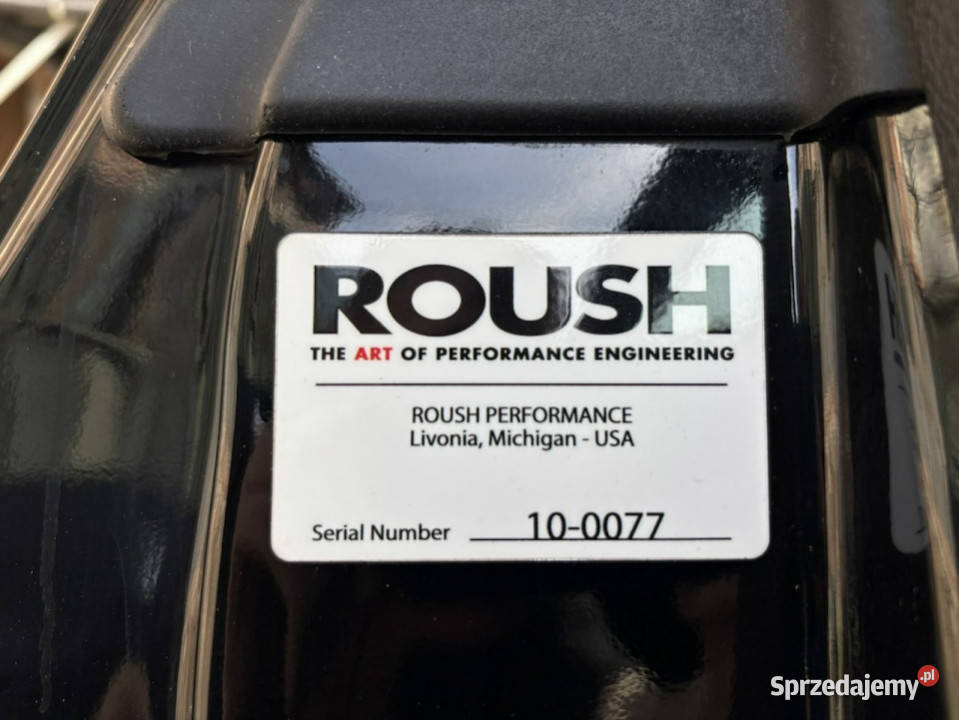 ROUSH
THE ART OF PERFORMANCE ENGINEERING
ROUSH PERFORMANCE
Livonia, Michigan - USA
Serial Number 10-0077
Sprzedajemy.pl